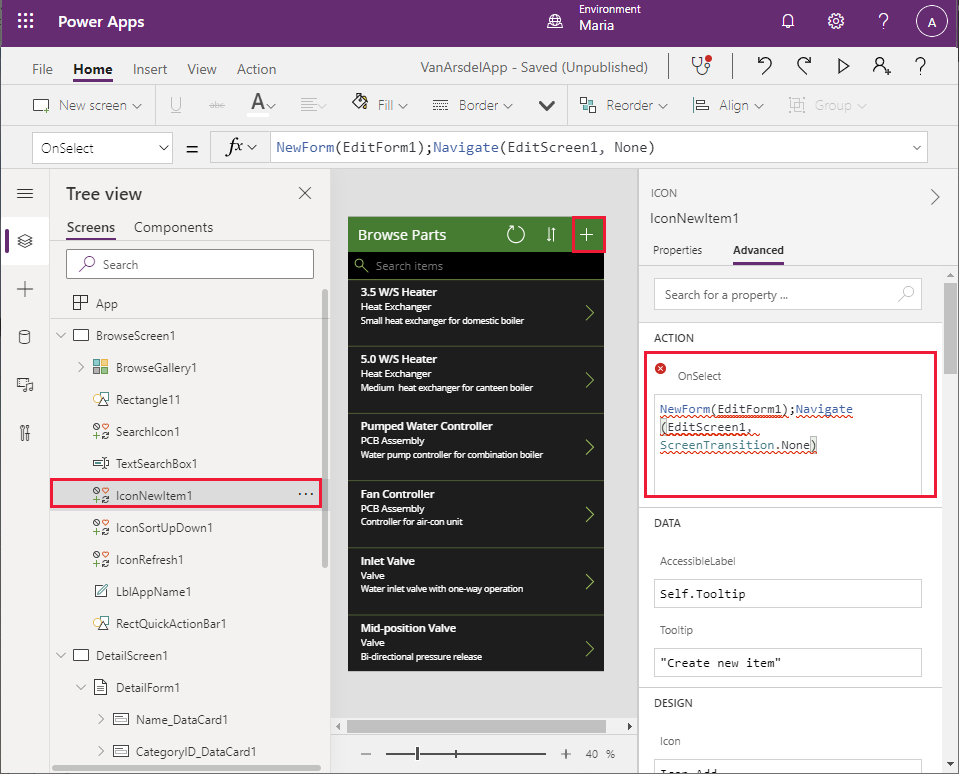 Power Apps
Environment
Maria
A
File Home Insert View Action
VanArsdelApp - Saved (Unpublished)
New screen
U abc A
Fill
Border
Reorder
Align
Group
OnSelect
=
fx
NewForm(EditForm1);Navigate(EditScreen1, None)
Tree view
Screens Components
Search
App
BrowseScreen1
BrowseGallery1
Rectangle11
SearchIcon1
TextSearchBox1
IconNewItem1 ...
IconSortUpDown1
IconRefresh1
LblAppName1
RectQuickActionBar1
DetailScreen1
DetailForm1
Name_DataCard1
CategoryID_DataCard1
Browse Parts
Search items
3.5 W/S Heater
Heat Exchanger
Small heat exchanger for domestic boiler
5.0 W/S Heater
Heat Exchanger
Medium heat exchanger for canteen boiler
Pumped Water Controller
PCB Assembly
Water pump controller for combination boiler
Fan Controller
PCB Assembly
Controller for air-con unit
Inlet Valve
Valve
Water inlet valve with one-way operation
Mid-position Valve
Valve
Bi-directional pressure release
40 %
ICON
IconNewItem1
Properties Advanced
Search for a property ...
ACTION
OnSelect
NewForm(EditForm1);Navigate
(EditScreen1,
ScreenTransition.None)
DATA
AccessibleLabel
Self.Tooltip
Tooltip
"Create new item"
DESIGN
Icon
Icon.Add